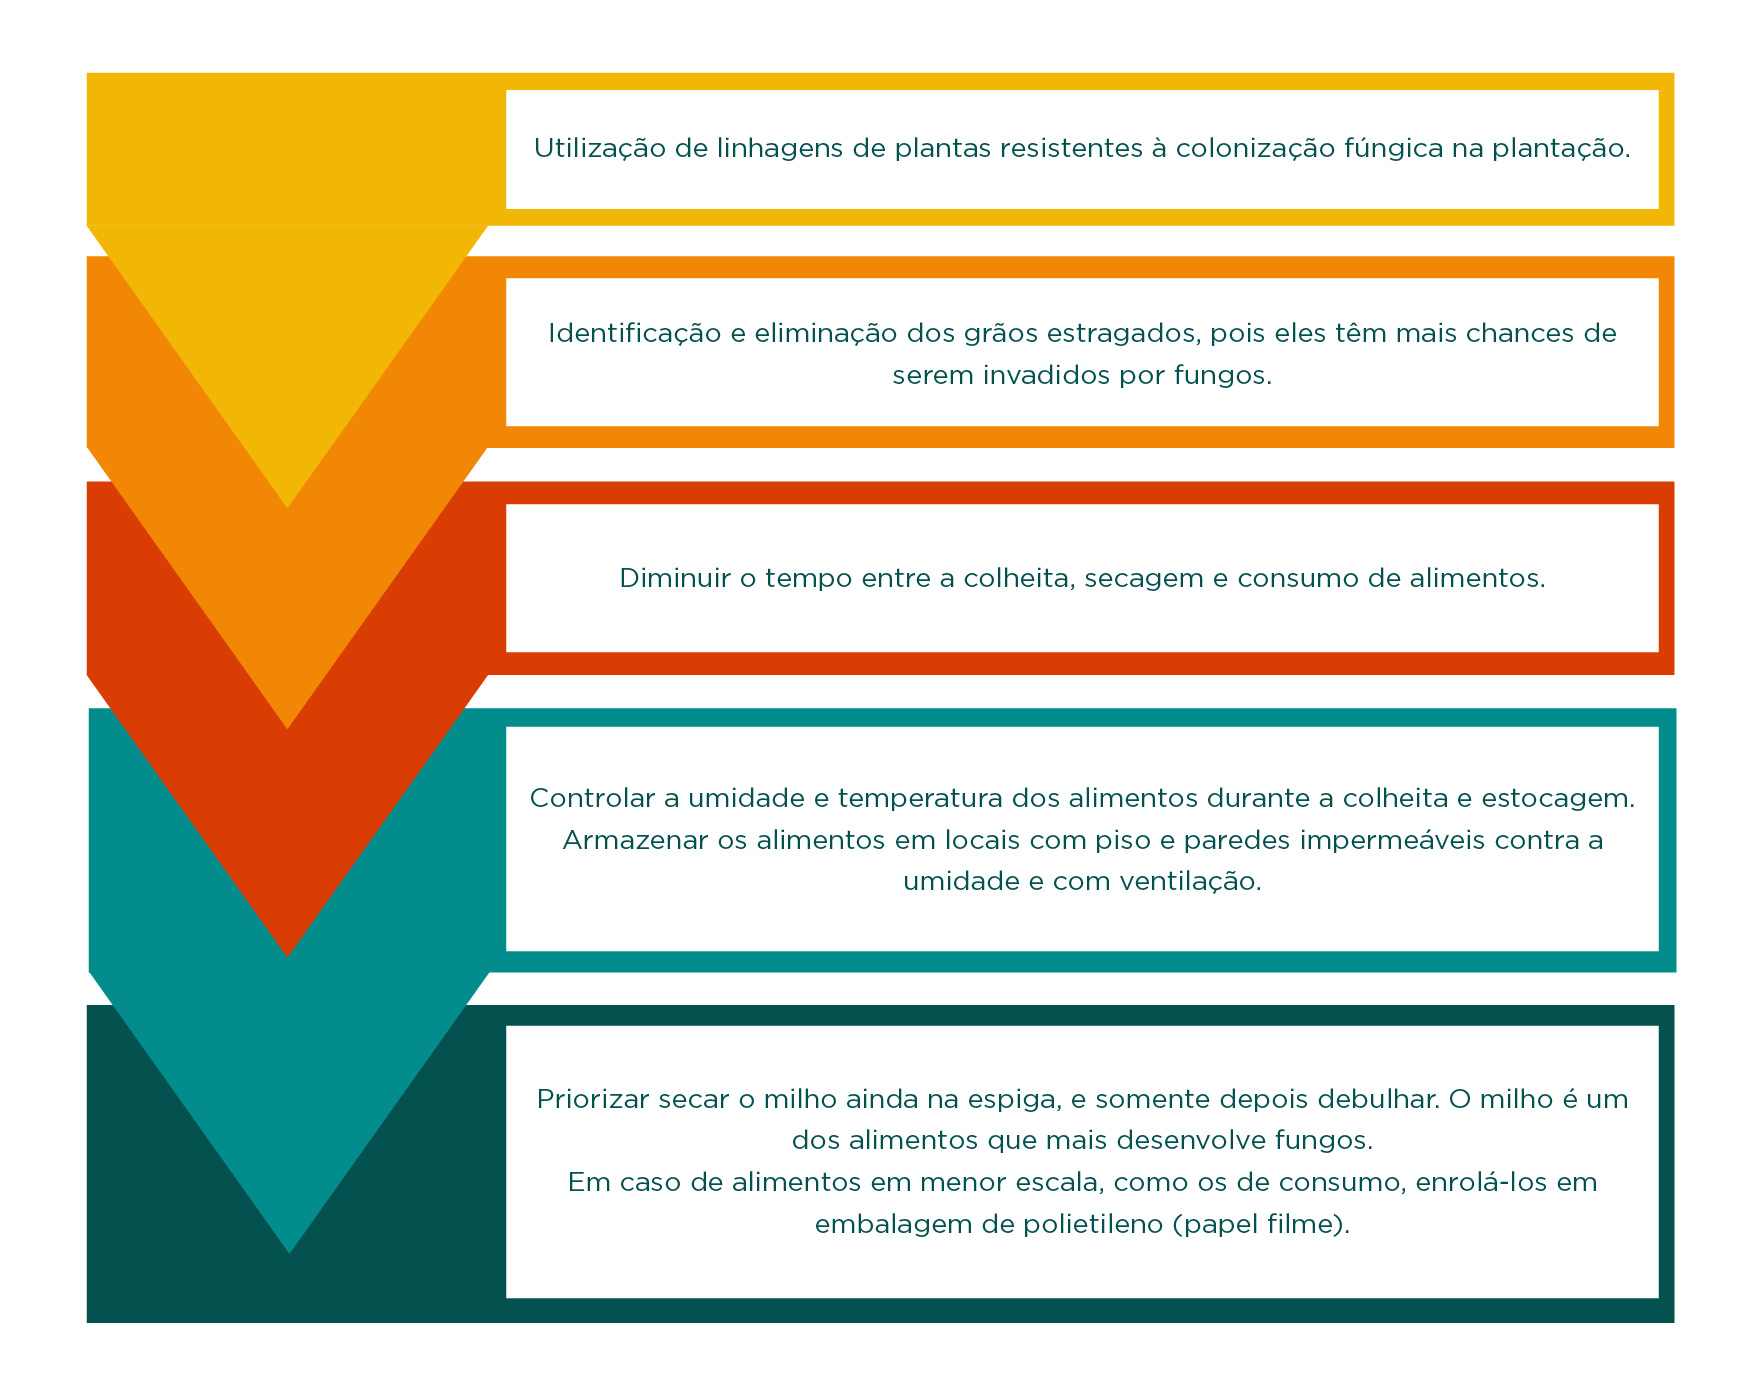 Utilização de linhagens de plantas resistentes à colonização fúngica na plantação.
Identificação e eliminação dos grãos estragados, pois eles têm mais chances de
serem invadidos por fungos.
Diminuir o tempo entre a colheita, secagem e consumo de alimentos.
Controlar a umidade e temperatura dos alimentos durante a colheita e estocagem.
Armazenar os alimentos em locais com piso e paredes impermeáveis contra a
umidade e com ventilação.
Priorizar secar o milho ainda na espiga, e somente depois debulhar. O milho é um
dos alimentos que mais desenvolve fungos.
Em caso de alimentos em menor escala, como os de consumo, enrolá-los em
embalagem de polietileno (papel filme).